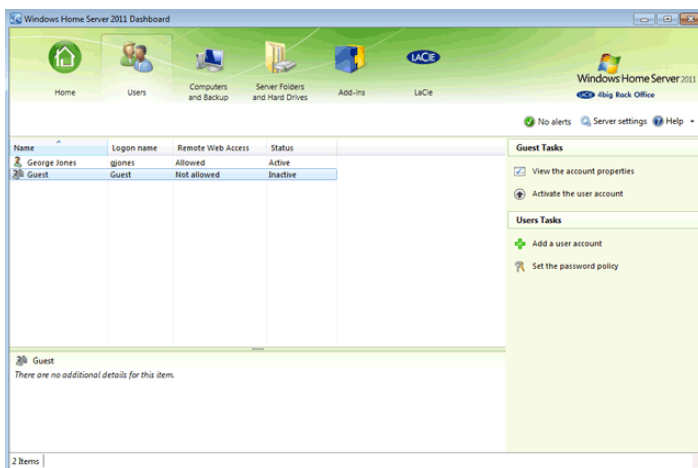 Windows Home Server 2011 Dashboard
Home
Users
Computers
and Backup
Server Folders
and Hard Drives
Add-ins
LACIE
LaCie
Windows Home Server 2011
LACIE 4big Rack Office
No alerts
Server settings
Help
Name Logon name Remote Web Access Status
George Jones gjones Allowed Active
Guest Guest Not allowed Inactive
Guest Tasks
View the account properties
Activate the user account
Users Tasks
Add a user account
Set the password policy
Guest
There are no additional details for this item.
2 Items